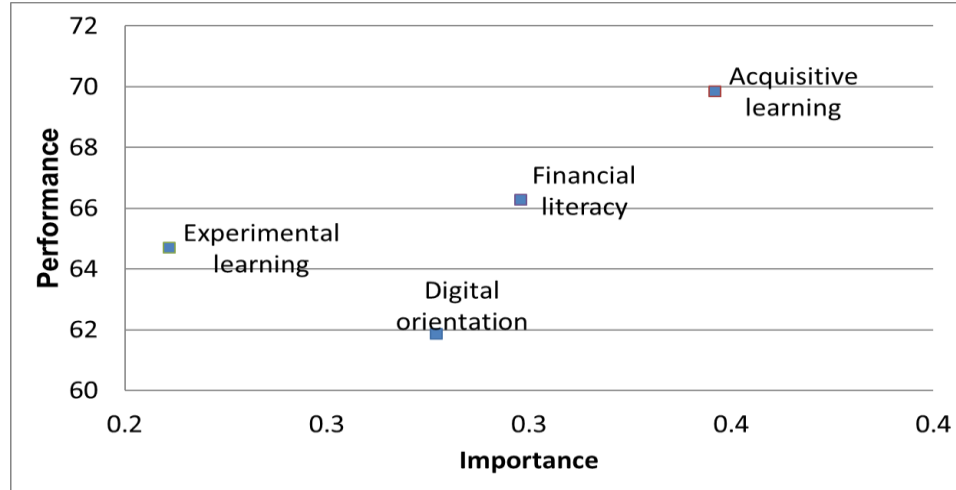 72
70
68
66
64
62
60
Performance
Acquisitive
learning
Financial
literacy
Experimental
learning
Digital
orientation
0.2
0.3
0.3
0.4
0.4
Importance